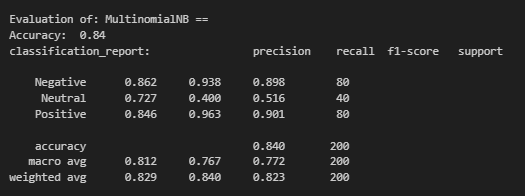 Evaluation of: MultinomialNB ==
Accuracy: 0.84
classification_report: precision recall f1-score support
Negative 0.862 0.938 0.898 80
Neutral 0.727 0.400 0.516 40
Positive 0.846 0.963 0.901 80
accuracy 0.840 200
macro avg 0.812 0.767 0.772 200
weighted avg 0.829 0.840 0.823 200